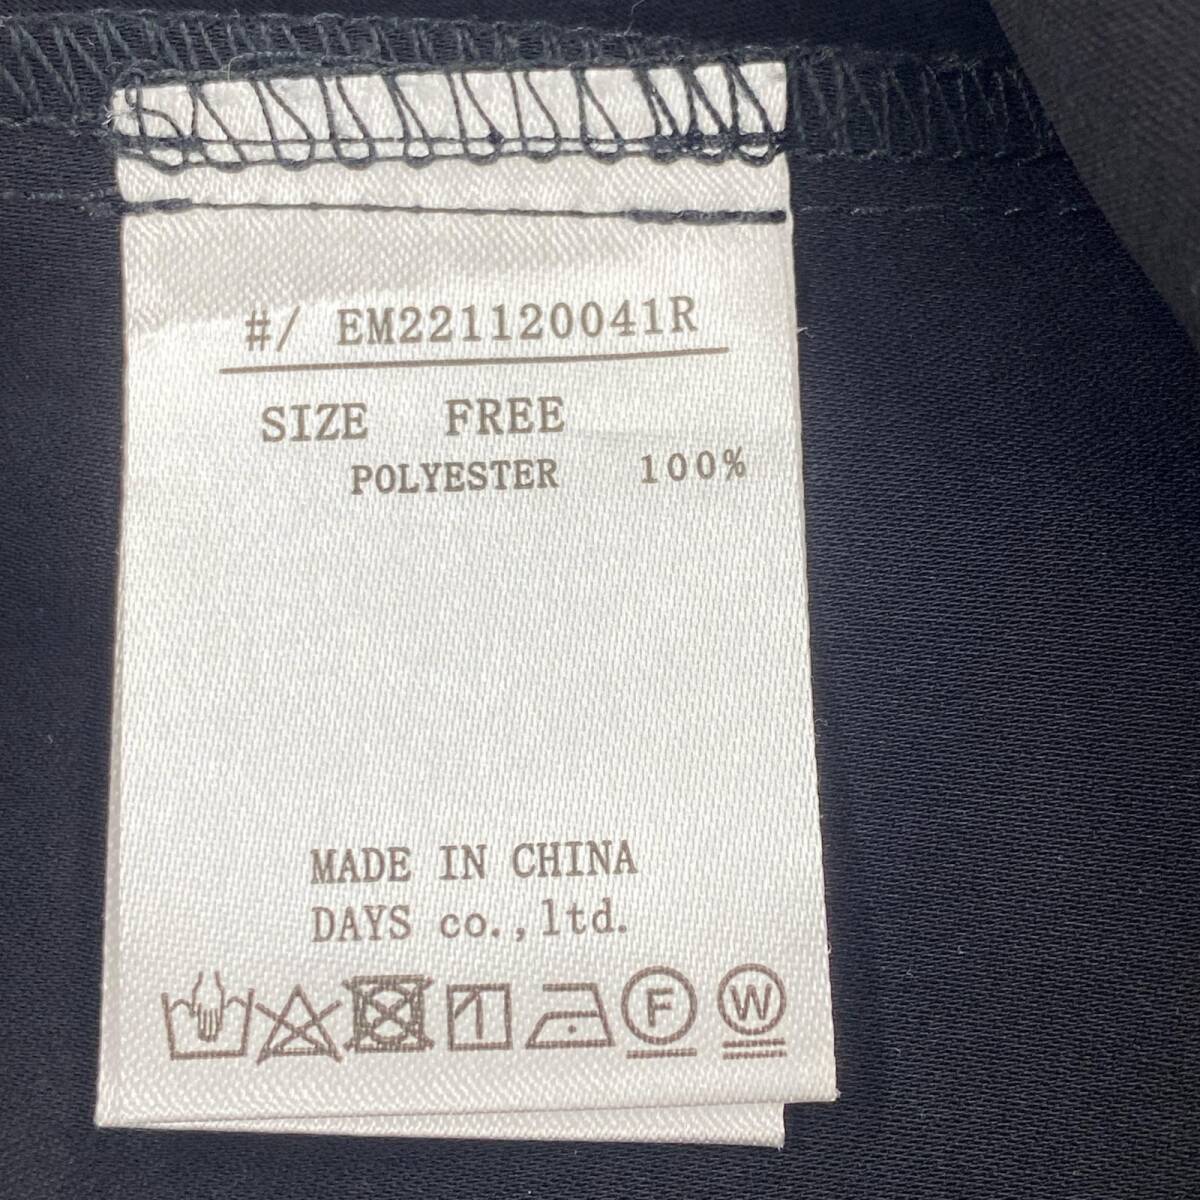 #/ EM221120041R
SIZE FREE
POLYESTER 100%
MADE IN CHINA
DAYS co.,ltd.
F W